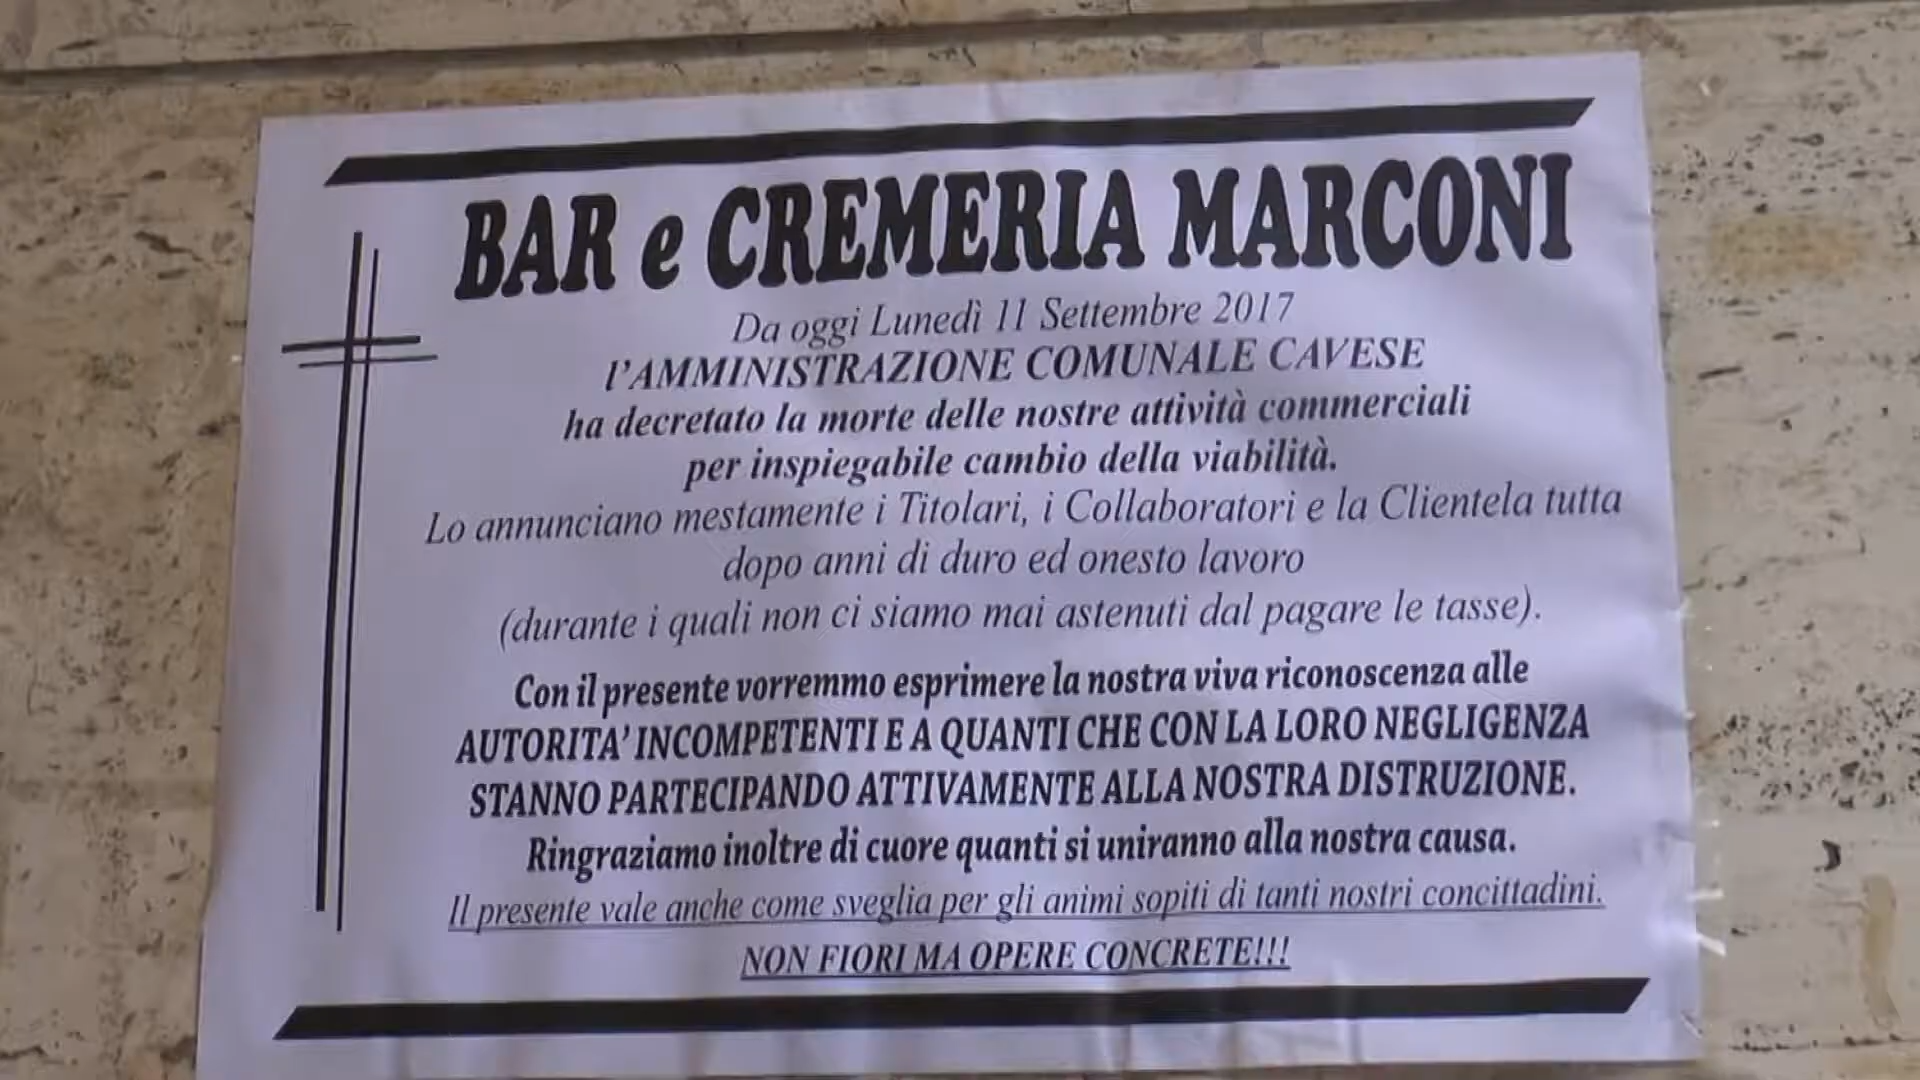 BAR e CREMERIA MARCONI
Da oggi Lunedì 11 Settembre 2017
l'AMMINISTRAZIONE COMUNALE CAVESE
ha decretato la morte delle nostre attività commerciali
per inspiegabile cambio della viabilità.
Lo annunciano mestamente i Titolari, i Collaboratori e la Clientela tutta
dopo anni di duro ed onesto lavoro
(durante i quali non ci siamo mai astenuti dal pagare le tasse).
Con il presente vorremmo esprimere la nostra viva riconoscenza alle
AUTORITA' INCOMPETENTI E A QUANTI CHE CON LA LORO NEGLIGENZA
STANNO PARTECIPANDO ATTIVAMENTE ALLA NOSTRA DISTRUZIONE.
Ringraziamo inoltre di cuore quanti si uniranno alla nostra causa.
Il presente vale anche come sveglia per gli animi sopiti di tanti nostri concittadini.
NON FIORI MA OPERE CONCRETE!!!